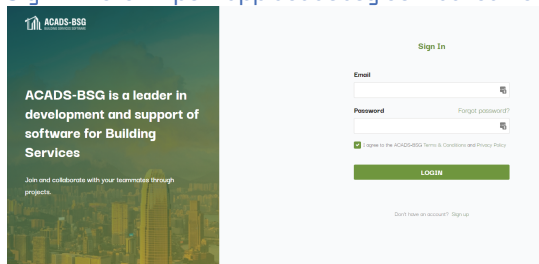 ACADS-BSG
BUILDING SERVICES SOFTWARE
ACADS-BSG is a leader in
development and support of
software for Building
Services
Join and collaborate with your teammates through
projects.
Sign In
Email
Password Forgot password?
I agree to the ACADS-BSG Terms & Conditions and Privacy Policy
LOGIN
Don't have an account? Sign up